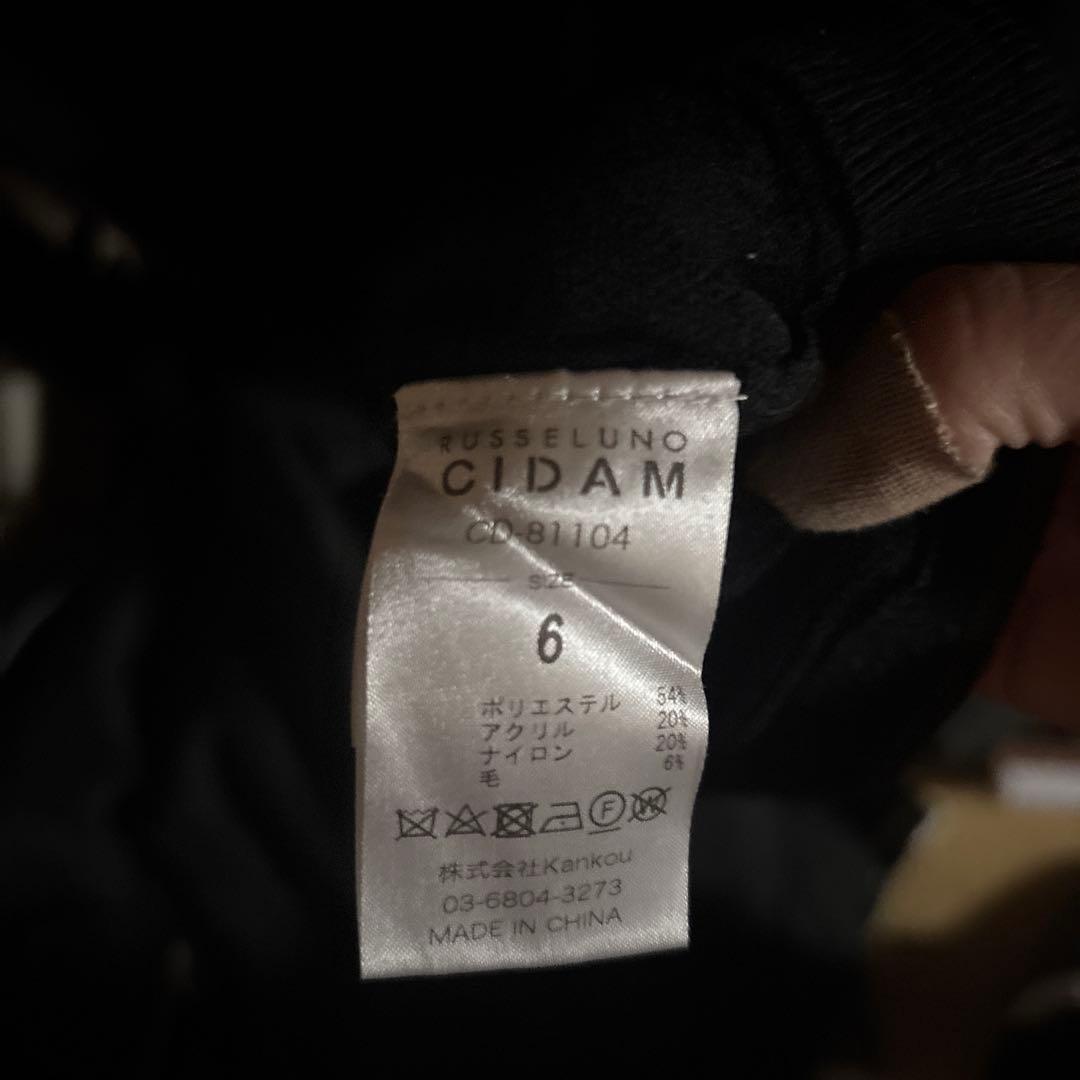 RUSSELUNO
CIDAM
CD-81104
SIZE
6
ポリエステル 54%
アクリル 20%
ナイロン 20%
毛 6%
F W
株式会社Kankou
03-6804-3273
MADE IN CHINA